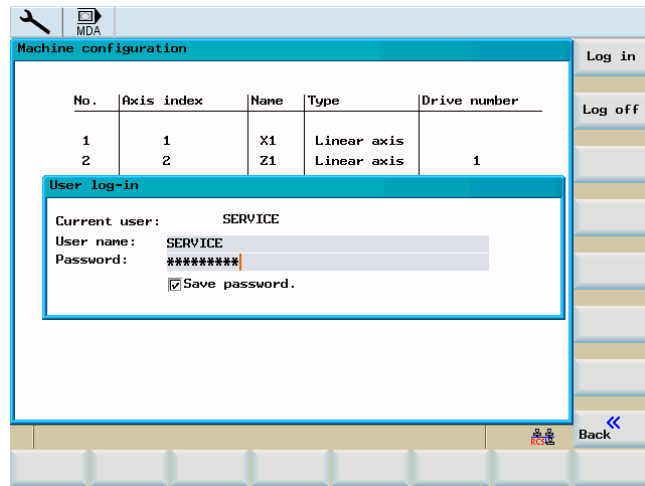 MDA
Machine configuration
Log in
No. Axis index Name Type Drive number
Log off
1 1 X1 Linear axis
2 2 Z1 Linear axis 1
User log-in
Current user: SERVICE
User name: SERVICE
Password: *********
Save password.
RCS
Back